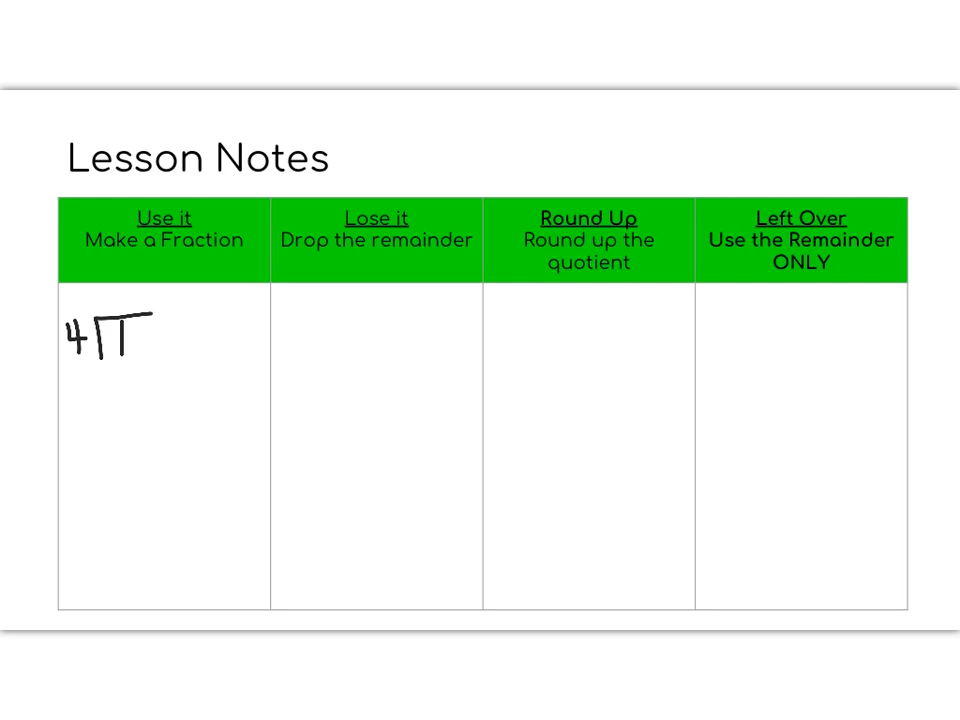 Lesson Notes
Use it
Make a Fraction
Lose it
Drop the remainder
Round Up
Round up the
quotient
Left Over
Use the Remainder
ONLY
4 1